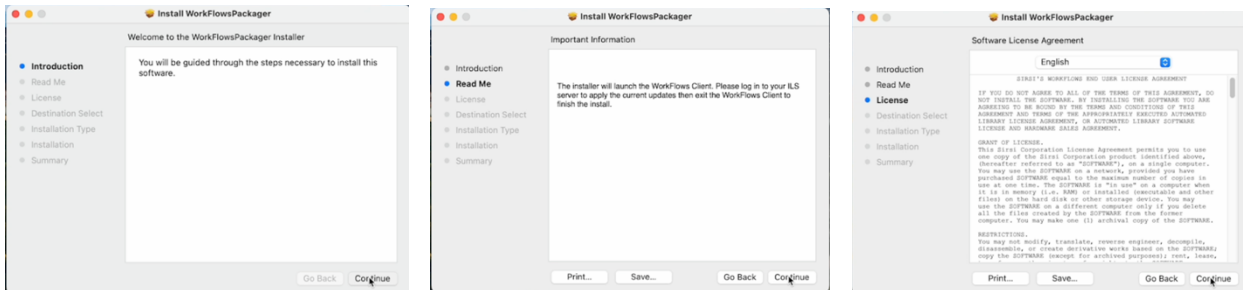 Install WorkFlowsPackager
Welcome to the WorkFlowsPackager Installer
Introduction
Read Me
License
Destination Select
Installation Type
Installation
Summary
You will be guided through the steps necessary to install this
software.
Go Back
Continue
Install WorkFlowsPackager
Important Information
Introduction
Read Me
License
Destination Select
Installation Type
Installation
Summary
The installer will launch the WorkFlows Client. Please log in to your ILS
server to apply the current updates then exit the WorkFlows Client to
finish the install.
Print...
Save...
Go Back
Continue
Install WorkFlowsPackager
Software License Agreement
Introduction
Read Me
License
Destination Select
Installation Type
Installation
Summary
English
SIRSI'S WORKFLOWS END USER LICENSE AGREEMENT
IF YOU DO NOT AGREE TO ALL OF THE TERMS OF THIS AGREEMENT, DO
NOT INSTALL THE SOFTWARE. BY INSTALLING THE SOFTWARE YOU ARE
AGREEING TO BE BOUND BY THE TERMS AND CONDITIONS OF THIS
AGREEMENT AND TERMS OF THE APPROPRIATELY EXECUTED AUTOMATED
LIBRARY LICENSE AGREEMENT, OR AUTOMATED LIBRARY SOFTWARE
LICENSE AND HARDWARE SALES AGREEMENT.
GRANT OF LICENSE.
This Sirsi Corporation License Agreement permits you to use
one copy of the Sirsi Corporation product identified above,
(hereafter referred to as "SOFTWARE"), on a single computer.
You may use the SOFTWARE on a network, provided you have
purchased SOFTWARE equal to the maximum number of copies in
use at one time. The SOFTWARE is "in use" on a computer when
it is in memory (i.e. RAM) or installed (executable and other
files) on the hard disk or other storage device. You may
use the SOFTWARE on a different computer only if you delete
all the files created by the SOFTWARE from the former
computer. You may make one (1) archival copy of the SOFTWARE.
RESTRICTIONS.
You may not modify, translate, reverse engineer, decompile,
disassemble, or create derivative works based on the SOFTWARE;
copy the SOFTWARE (except for archived purposes); rent, lease,
Print...
Save...
Go Back
Continue